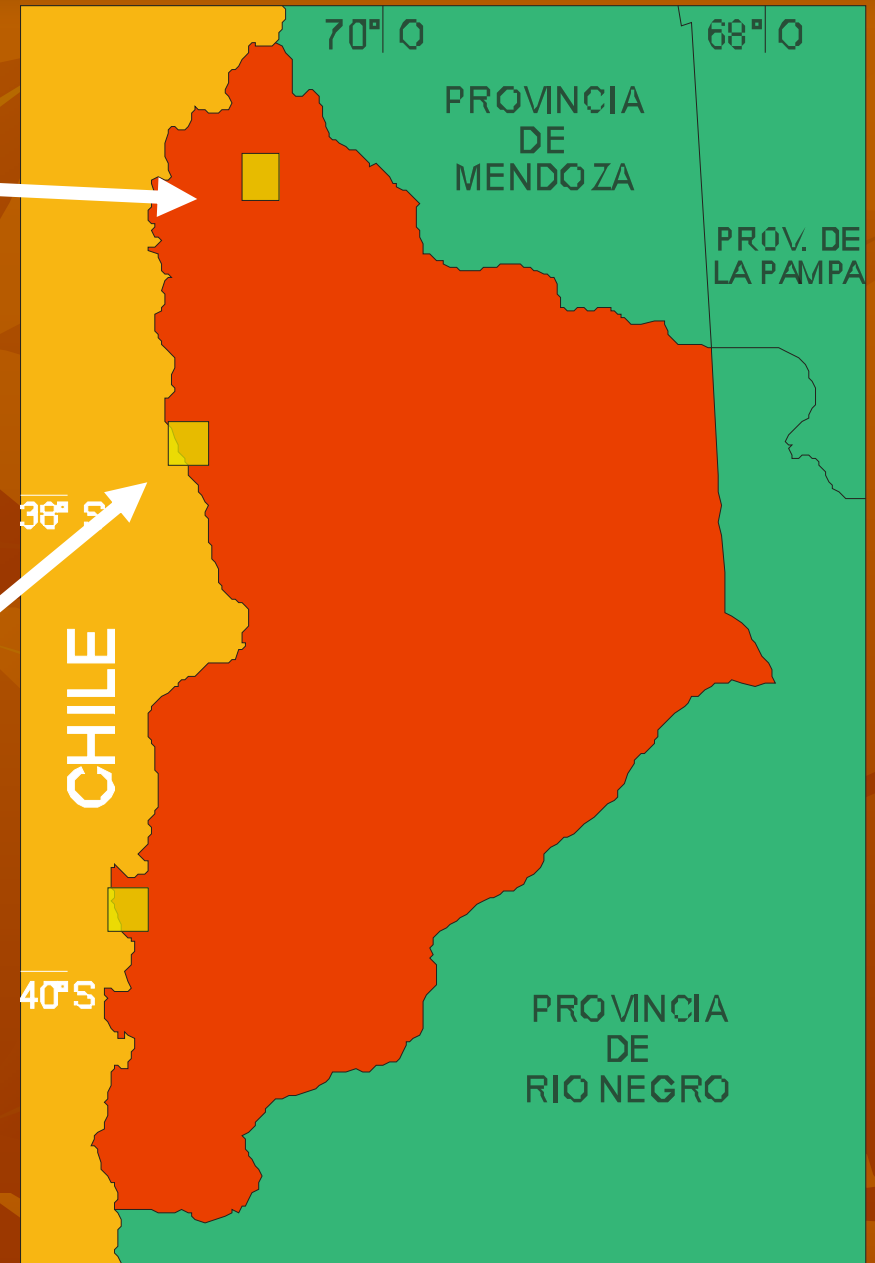 70° O
68° O
PROVINCIA
DE
MENDOZA
PROV. DE
LA PAMPA
38° S
CHILE
40° S
PROVINCIA
DE
RIO NEGRO